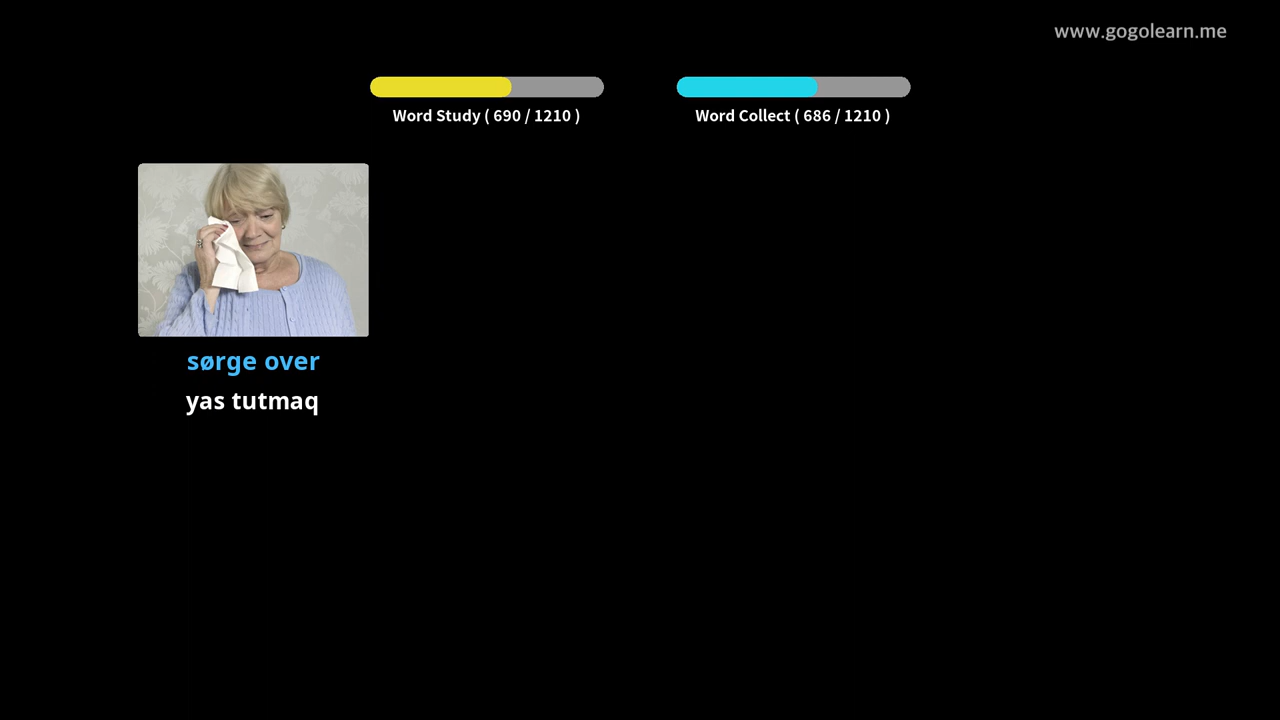 www.gogolearn.me
Word Study ( 690 / 1210 )
Word Collect ( 686 / 1210 )
sørge over
yas tutmaq